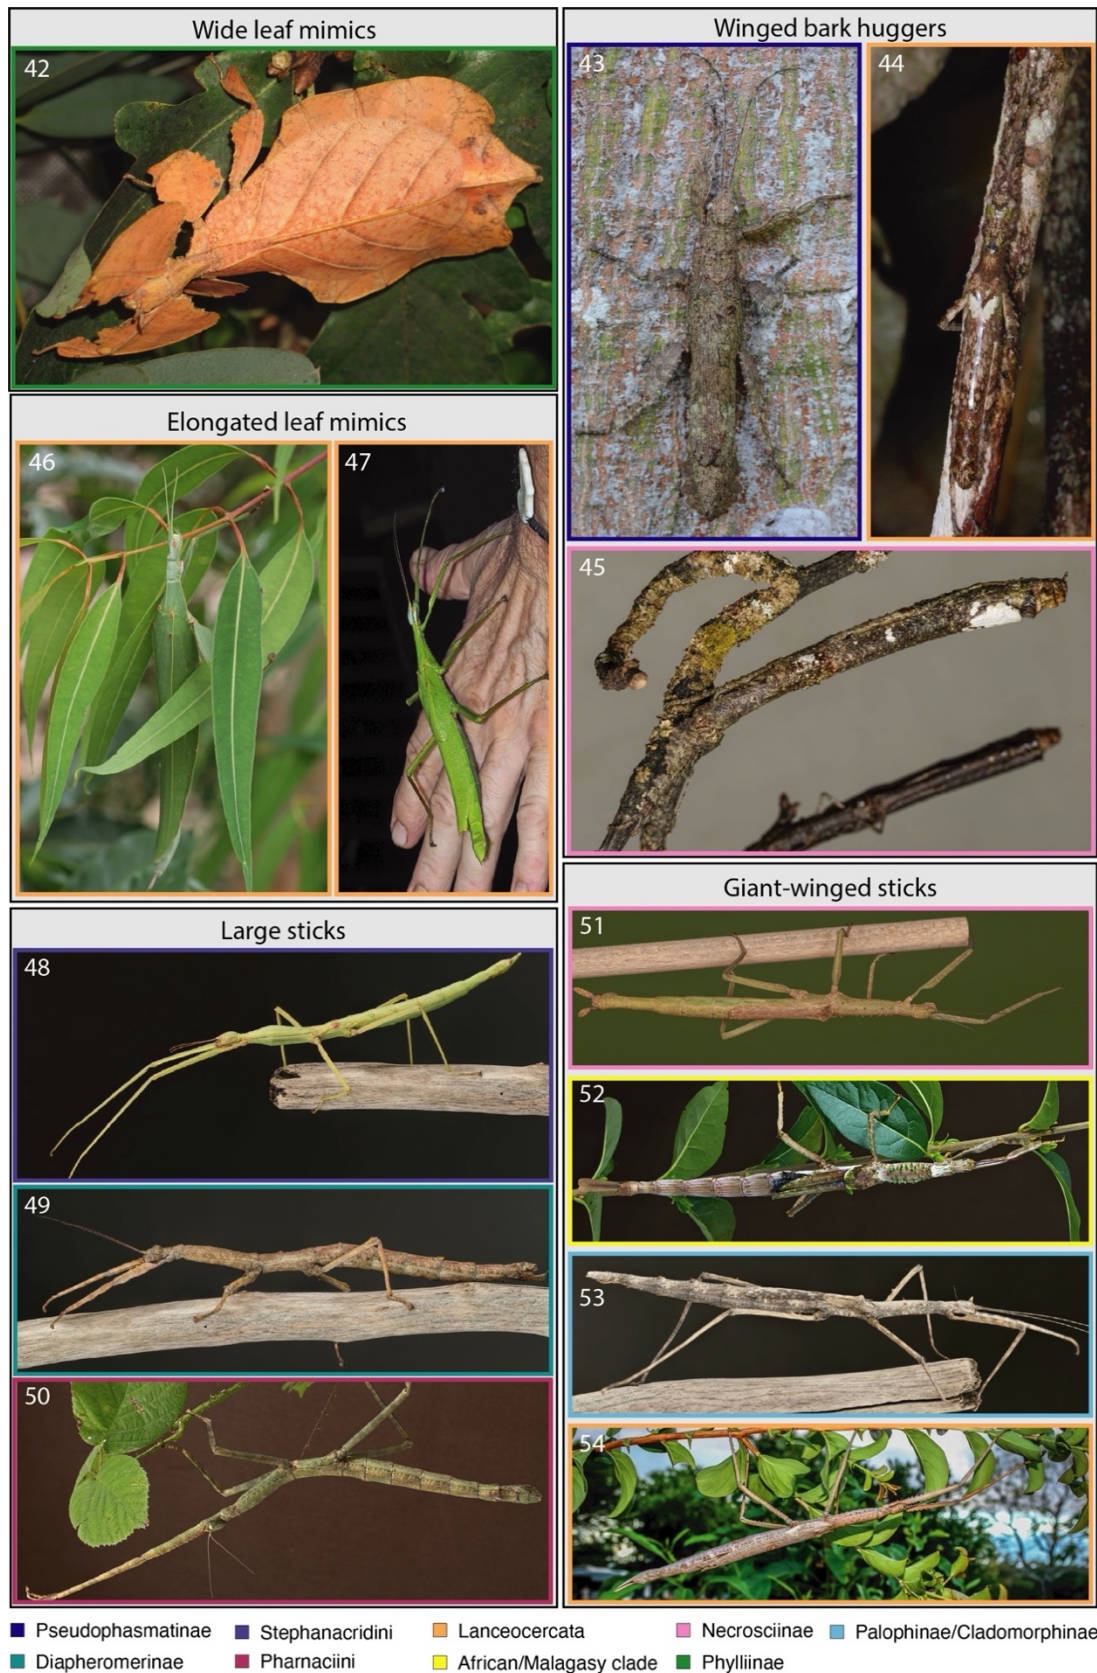 Wide leaf mimics
42
Winged bark huggers
43
44
45
Elongated leaf mimics
46
47
Large sticks
48
49
50
Giant-winged sticks
51
52
53
54
Pseudophasmatinae
Stephanacridini
Lanceocercata
Necrosciinae
Palophinae/Cladomorphinae
Diapheromerinae
Pharnaciini
African/Malagasy clade
Phylliinae